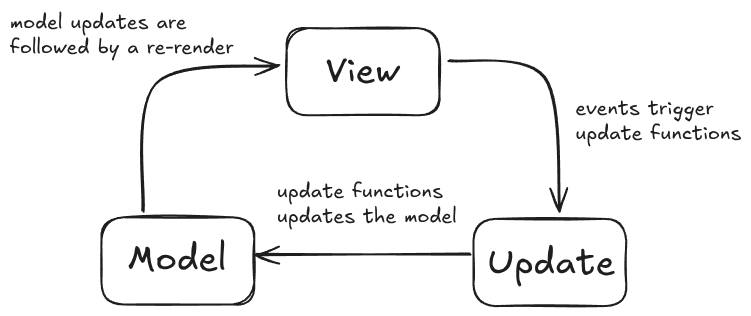 model updates are
followed by a re-render
View
events trigger
update functions
update functions
updates the model
Model
Update